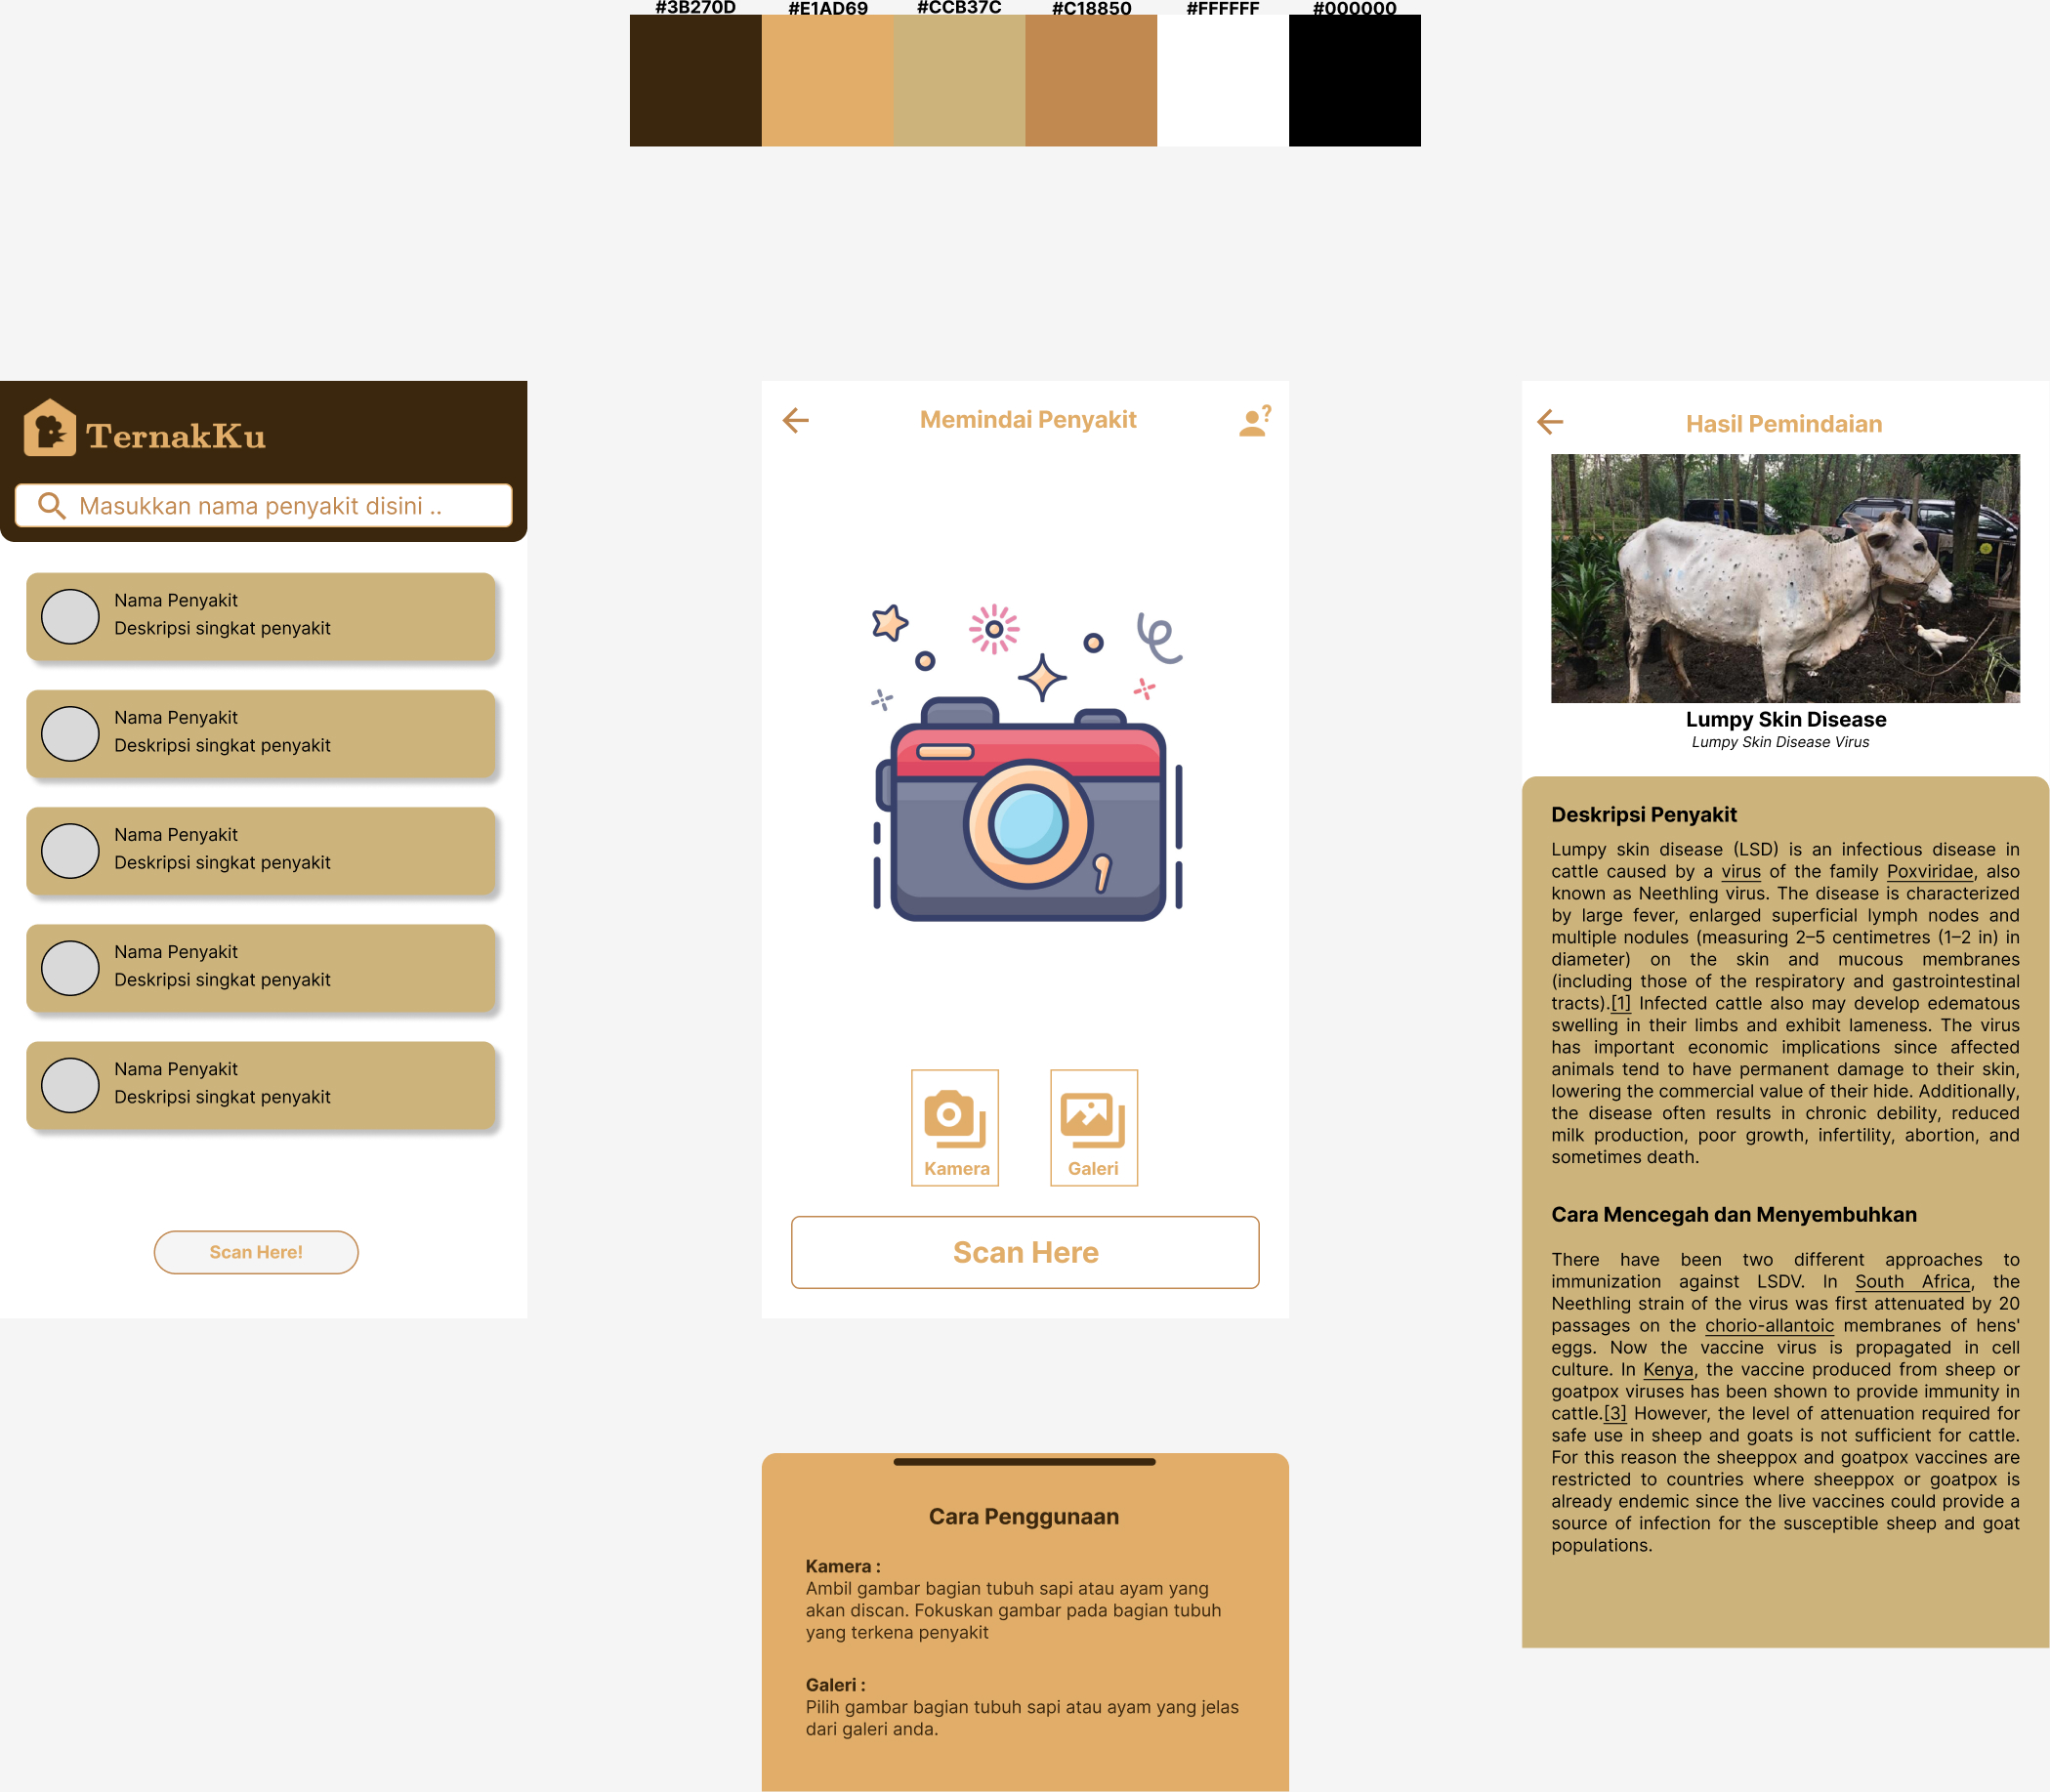 #3B270D #E1AD69 #CCB37C #C18850 #FFFFFF #000000
TernakKu
Masukkan nama penyakit disini ..
Nama Penyakit
Deskripsi singkat penyakit
Nama Penyakit
Deskripsi singkat penyakit
Nama Penyakit
Deskripsi singkat penyakit
Nama Penyakit
Deskripsi singkat penyakit
Nama Penyakit
Deskripsi singkat penyakit
Scan Here!
Memindai Penyakit
?
Kamera
Galeri
Scan Here
Cara Penggunaan
Kamera :
Ambil gambar bagian tubuh sapi atau ayam yang
akan discan. Fokuskan gambar pada bagian tubuh
yang terkena penyakit
Galeri :
Pilih gambar bagian tubuh sapi atau ayam yang jelas
dari galeri anda.
Hasil Pemindaian
Lumpy Skin Disease
Lumpy Skin Disease Virus
Deskripsi Penyakit
Lumpy skin disease (LSD) is an infectious disease in
cattle caused by a virus of the family Poxviridae, also
known as Neethling virus. The disease is characterized
by large fever, enlarged superficial lymph nodes and
multiple nodules (measuring 2–5 centimetres (1–2 in) in
diameter) on the skin and mucous membranes
(including those of the respiratory and gastrointestinal
tracts).[1] Infected cattle also may develop edematous
swelling in their limbs and exhibit lameness. The virus
has important economic implications since affected
animals tend to have permanent damage to their skin,
lowering the commercial value of their hide. Additionally,
the disease often results in chronic debility, reduced
milk production, poor growth, infertility, abortion, and
sometimes death.
Cara Mencegah dan Menyembuhkan
There have been two different approaches to
immunization against LSDV. In South Africa, the
Neethling strain of the virus was first attenuated by 20
passages on the chorio-allantoic membranes of hens'
eggs. Now the vaccine virus is propagated in cell
culture. In Kenya, the vaccine produced from sheep or
goatpox viruses has been shown to provide immunity in
cattle.[3] However, the level of attenuation required for
safe use in sheep and goats is not sufficient for cattle.
For this reason the sheeppox and goatpox vaccines are
restricted to countries where sheeppox or goatpox is
already endemic since the live vaccines could provide a
source of infection for the susceptible sheep and goat
populations.